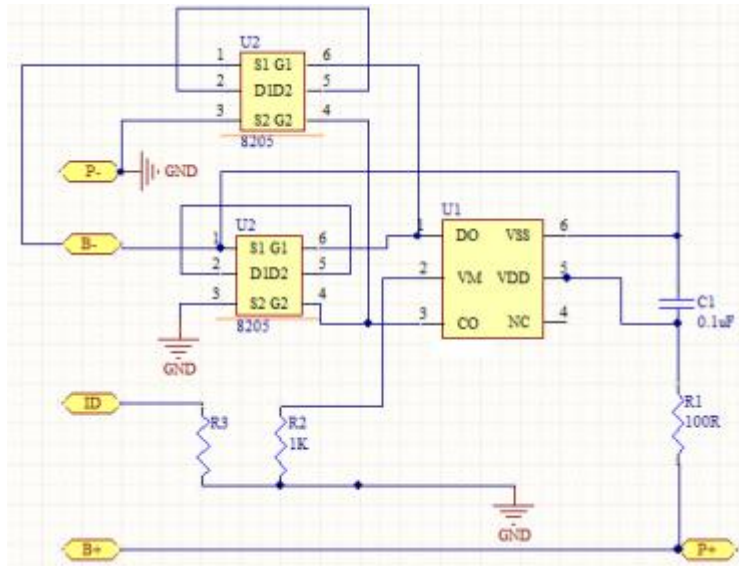 U2
1 S1 G1 6
2 D1D2 5
3 S2 G2 4
8205
P-
GND
B-
U2
1 S1 G1 6
2 D1D2 5
3 S2 G2 4
8205
GND
U1
1 DO VSS 6
2 VM VDD 5
3 CO NC 4
C1
0.1uF
ID
R3
R2
1K
R1
100R
GND
B+
P+